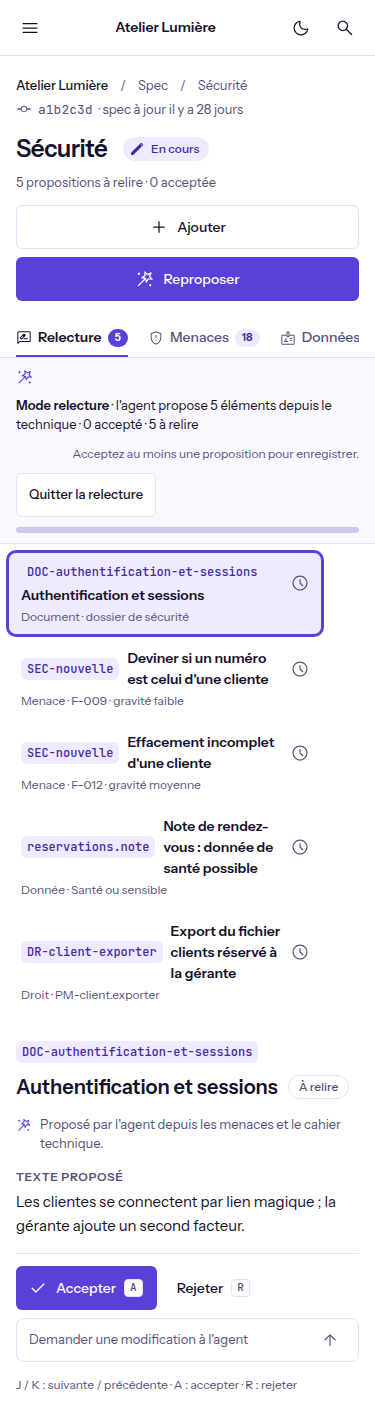 Atelier Lumière
Atelier Lumière / Spec / Sécurité
a1b2c3d · spec à jour il y a 28 jours
Sécurité
En cours
5 propositions à relire · 0 acceptée
Ajouter
Reproposer
Relecture 5 Menaces 18 Données
Mode relecture · l'agent propose 5 éléments depuis le
technique · 0 accepté · 5 à relire
Acceptez au moins une proposition pour enregistrer.
Quitter la relecture
DOC-authentification-et-sessions
Authentification et sessions
Document · dossier de sécurité
SEC-nouvelle
Deviner si un numéro
est celui d'une cliente
Menace · F-009 · gravité faible
SEC-nouvelle
Effacement incomplet
d'une cliente
Menace · F-012 · gravité moyenne
reservations.note
Note de rendez-
vous : donnée de
santé possible
Donnée · Santé ou sensible
DR-client-exporter
Export du fichier
clients réservé à
la gérante
Droit · PM-client.exporter
DOC-authentification-et-sessions
Authentification et sessions
À relire
Proposé par l'agent depuis les menaces et le cahier
technique.
TEXTE PROPOSÉ
Les clientes se connectent par lien magique ; la
gérante ajoute un second facteur.
Accepter A Rejeter R
Demander une modification à l'agent
J / K : suivante / précédente · A : accepter · R : rejeter